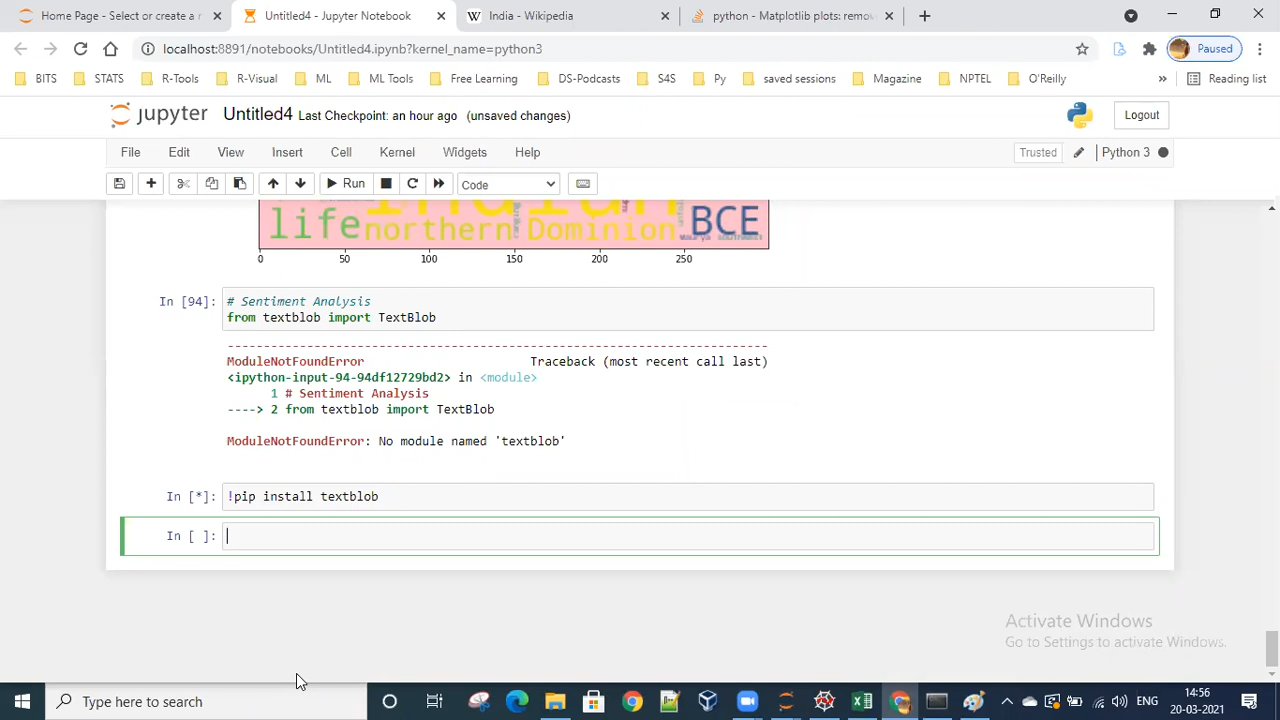 Home Page - Select or create a r
Untitled4 - Jupyter Notebook
India - Wikipedia
python - Matplotlib plots: remov
localhost:8891/notebooks/Untitled4.ipynb?kernel_name=python3
Paused
BITS
STATS
R-Tools
R-Visual
ML
ML Tools
Free Learning
DS-Podcasts
S4S
Py
saved sessions
Magazine
NPTEL
O'Reilly
»
Reading list
jupyter
Untitled4 Last Checkpoint: an hour ago (unsaved changes)
Logout
File Edit View Insert Cell Kernel Widgets Help
Trusted
Python 3
Run
Code
life northern Dominion BCE
0 50 100 150 200 250
In [94]: # Sentiment Analysis
from textblob import TextBlob
---------------------------------------------------------------------------
ModuleNotFoundError Traceback (most recent call last)
<ipython-input-94-94df12729bd2> in <module>
1 # Sentiment Analysis
----> 2 from textblob import TextBlob
ModuleNotFoundError: No module named 'textblob'
In [*]: !pip install textblob
In [ ]:
Activate Windows
Go to Settings to activate Windows.
Type here to search
ENG
14:56
20-03-2021